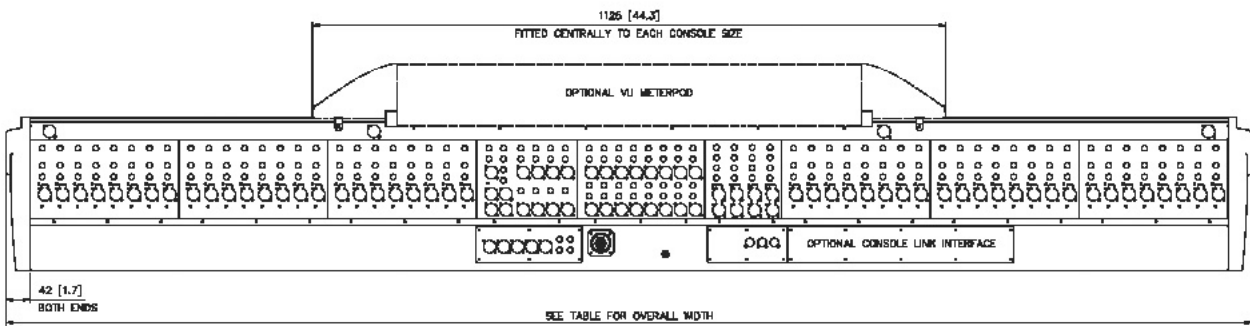 1125 [44.3]
FITTED CENTRALLY TO EACH CONSOLE SIZE
OPTIONAL VU METERPOD
OPTIONAL CONSOLE LINK INTERFACE
42 [1.7]
BOTH ENDS
SEE TABLE FOR OVERALL WIDTH